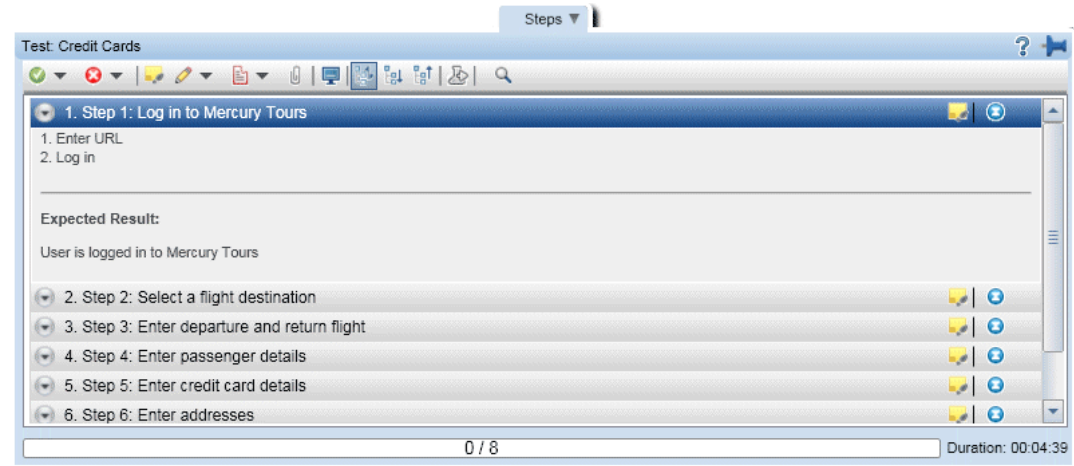 Steps
Test: Credit Cards
?
1. Step 1: Log in to Mercury Tours
1. Enter URL
2. Log in
Expected Result:
User is logged in to Mercury Tours
2. Step 2: Select a flight destination
3. Step 3: Enter departure and return flight
4. Step 4: Enter passenger details
5. Step 5: Enter credit card details
6. Step 6: Enter addresses
0 / 8
Duration: 00:04:39